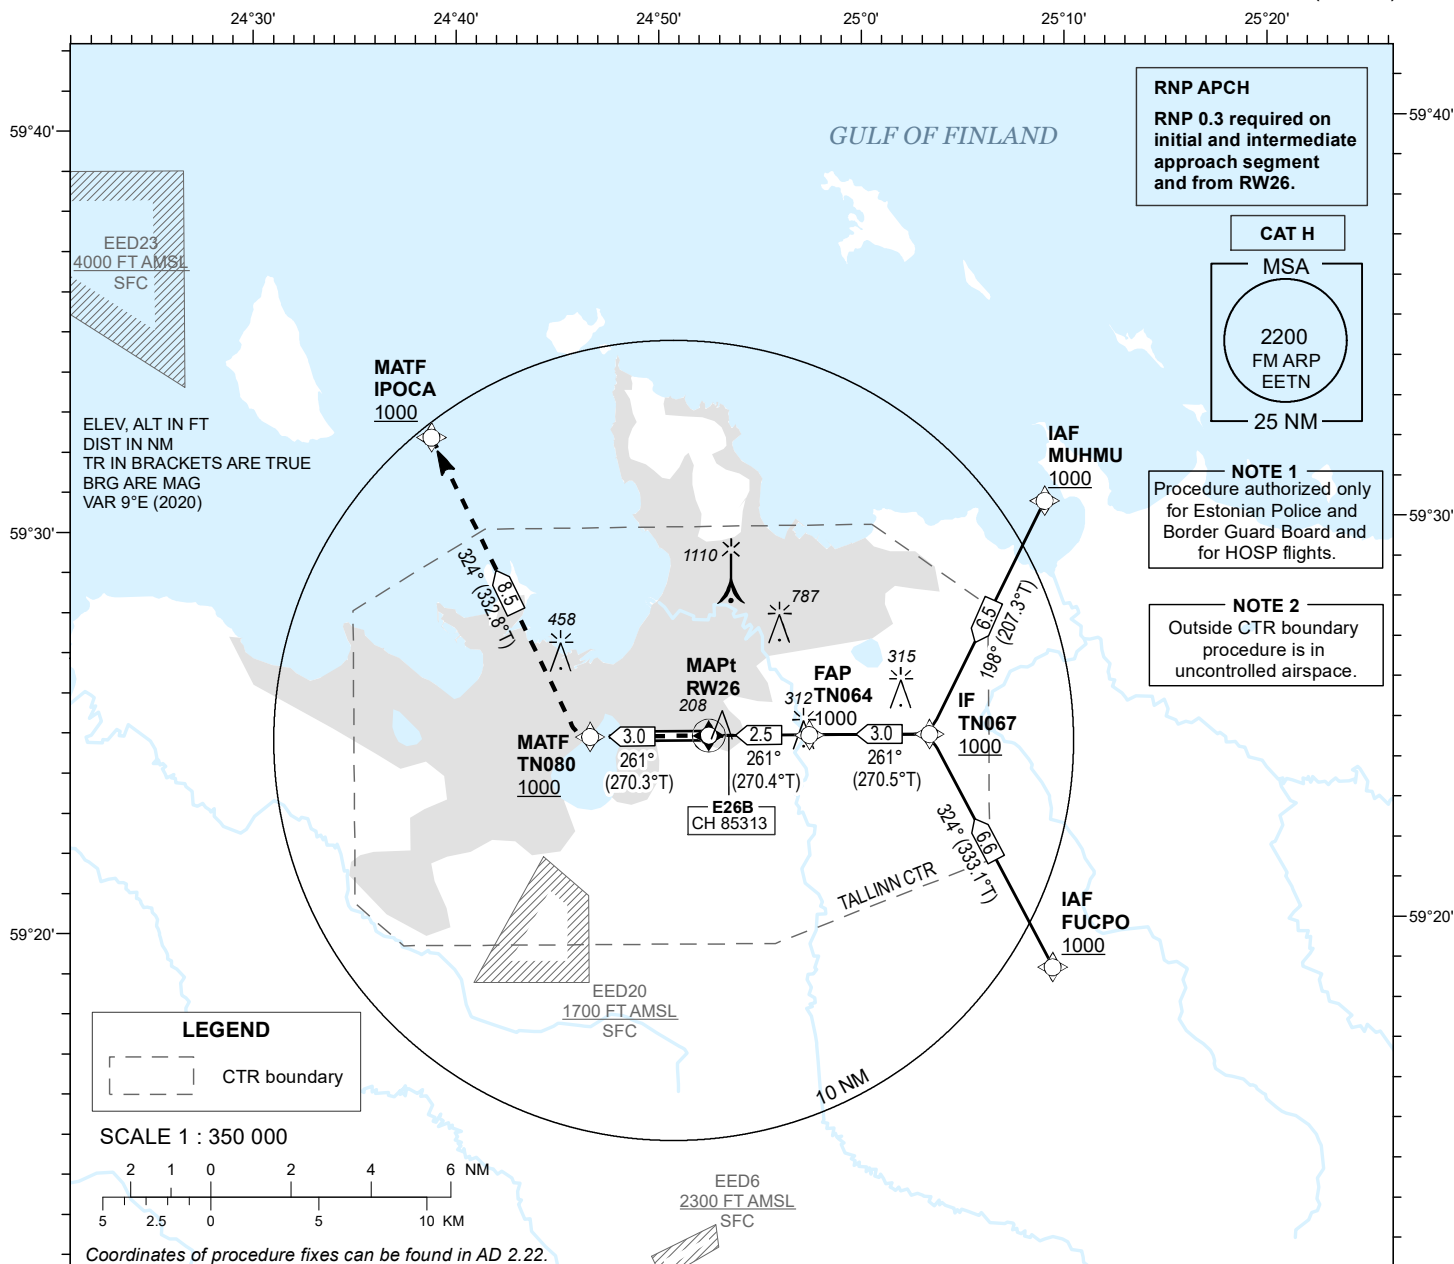 24°30'
24°40'
24°50'
25°0'
25°10'
25°20'
59°40'
59°40'
59°30'
59°30'
59°20'
59°20'
GULF OF FINLAND
RNP APCH
RNP 0.3 required on
initial and intermediate
approach segment
and from RW26.
CAT H
MSA
2200
FM ARP
EETN
25 NM
NOTE 1
Procedure authorized only
for Estonian Police and
Border Guard Board and
for HOSP flights.
NOTE 2
Outside CTR boundary
procedure is in
uncontrolled airspace.
EED23
4000 FT AMSL
SFC
ELEV, ALT IN FT
DIST IN NM
TR IN BRACKETS ARE TRUE
BRG ARE MAG
VAR 9°E (2020)
MATF
IPOCA
1000
IAF
MUHMU
1000
324° (332.8°T)
8.5
458
1110
787
315
312
208
6.5
198° (207.3°T)
MAPt
RW26
FAP
TN064
1000
IF
TN067
1000
MATF
TN080
1000
3.0
261°
(270.3°T)
2.5
261°
(270.4°T)
3.0
261°
(270.5°T)
E26B
CH 85313
324° (333.1°T)
6.6
TALLINN CTR
IAF
FUCPO
1000
EED20
1700 FT AMSL
SFC
10 NM
LEGEND
CTR boundary
SCALE 1 : 350 000
2 1 0 2 4 6 NM
5 2.5 0 5 10 KM
EED6
2300 FT AMSL
SFC
Coordinates of procedure fixes can be found in AD 2.22.